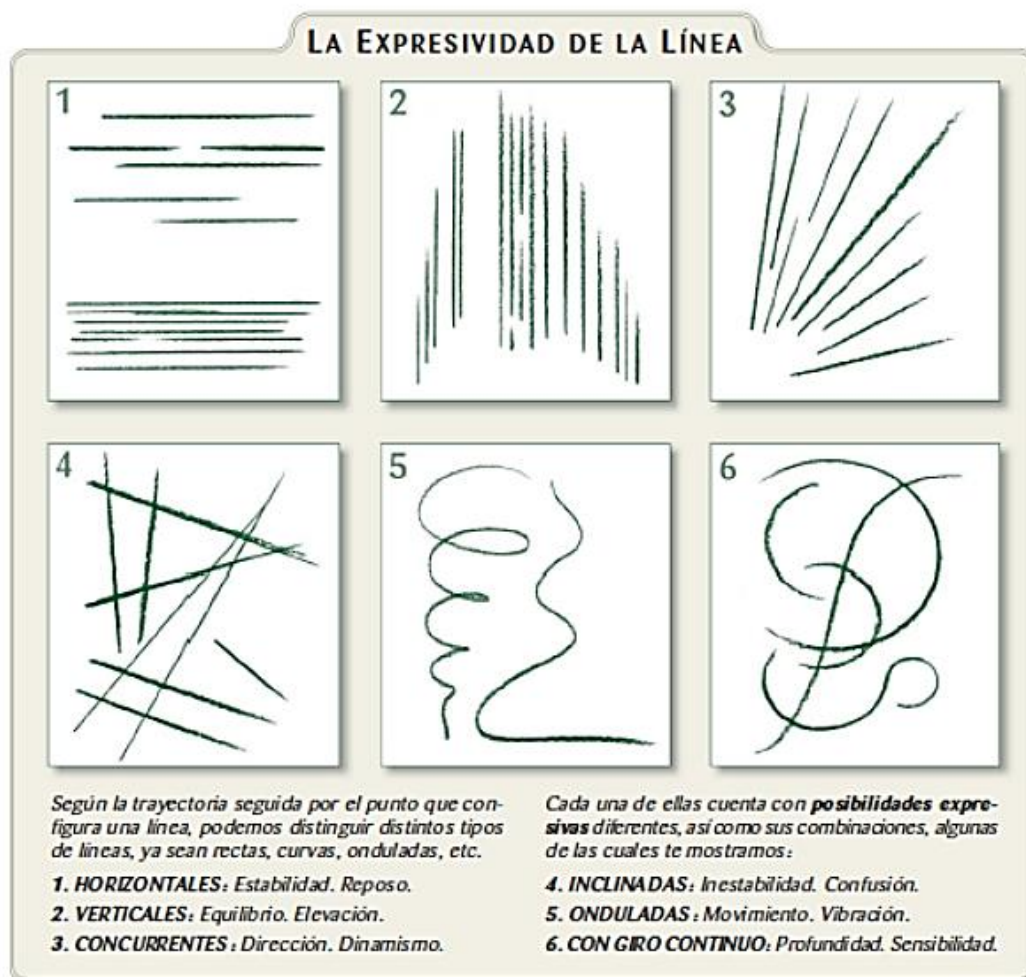 LA EXPRESIVIDAD DE LA LÍNEA
1
2
3
4
5
6
Según la trayectoria seguida por el punto que con-
figura una línea, podemos distinguir distintos tipos
de líneas, ya sean rectas, curvas, onduladas, etc.
1. HORIZONTALES: Estabilidad. Reposo.
2. VERTICALES: Equilibrio. Elevación.
3. CONCURRENTES: Dirección. Dinamismo.
Cada una de ellas cuenta con posibilidades expre-
sivas diferentes, así como sus combinaciones, algunas
de las cuales te mostramos:
4. INCLINADAS: Inestabilidad. Confusión.
5. ONDULADAS: Movimiento. Vibración.
6. CON GIRO CONTINUO: Profundidad. Sensibilidad.